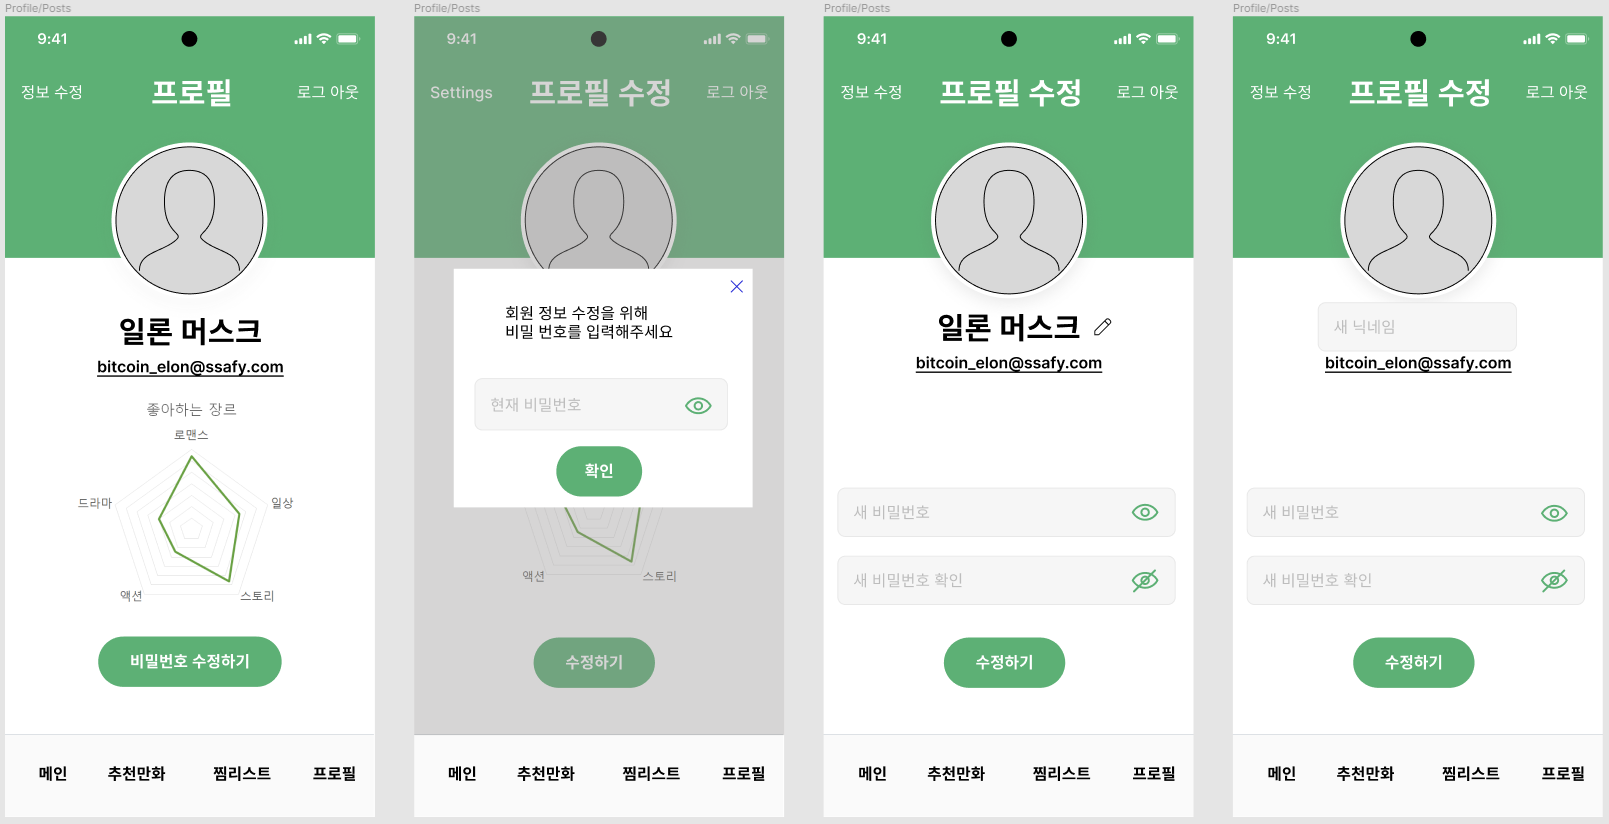 Profile/Posts
9:41
정보 수정
프로필
로그 아웃
일론 머스크
bitcoin_elon@ssafy.com
좋아하는 장르
로맨스
드라마
일상
액션
스토리
비밀번호 수정하기
메인
추천만화
찜리스트
프로필
Profile/Posts
9:41
Settings
프로필 수정
로그 아웃
회원 정보 수정을 위해
비밀 번호를 입력해주세요
현재 비밀번호
확인
액션
스토리
수정하기
메인
추천만화
찜리스트
프로필
Profile/Posts
9:41
정보 수정
프로필 수정
로그 아웃
일론 머스크
bitcoin_elon@ssafy.com
새 비밀번호
새 비밀번호 확인
수정하기
메인
추천만화
찜리스트
프로필
Profile/Posts
9:41
정보 수정
프로필 수정
로그 아웃
새 닉네임
bitcoin_elon@ssafy.com
새 비밀번호
새 비밀번호 확인
수정하기
메인
추천만화
찜리스트
프로필